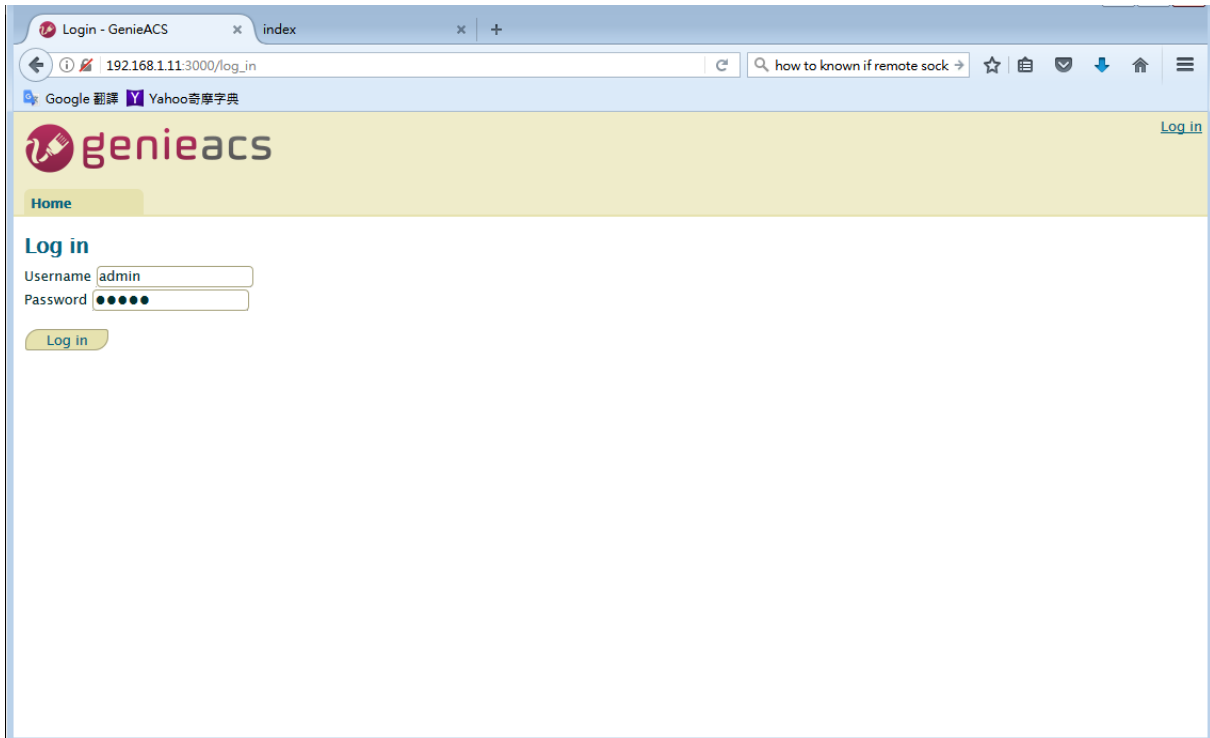 Login - GenieACS
index
192.168.1.11:3000/log_in
how to known if remote sock
Google 翻譯
Yahoo奇摩字典
genieacs
Log in
Home
Log in
Username admin
Password ●●●●●
Log in